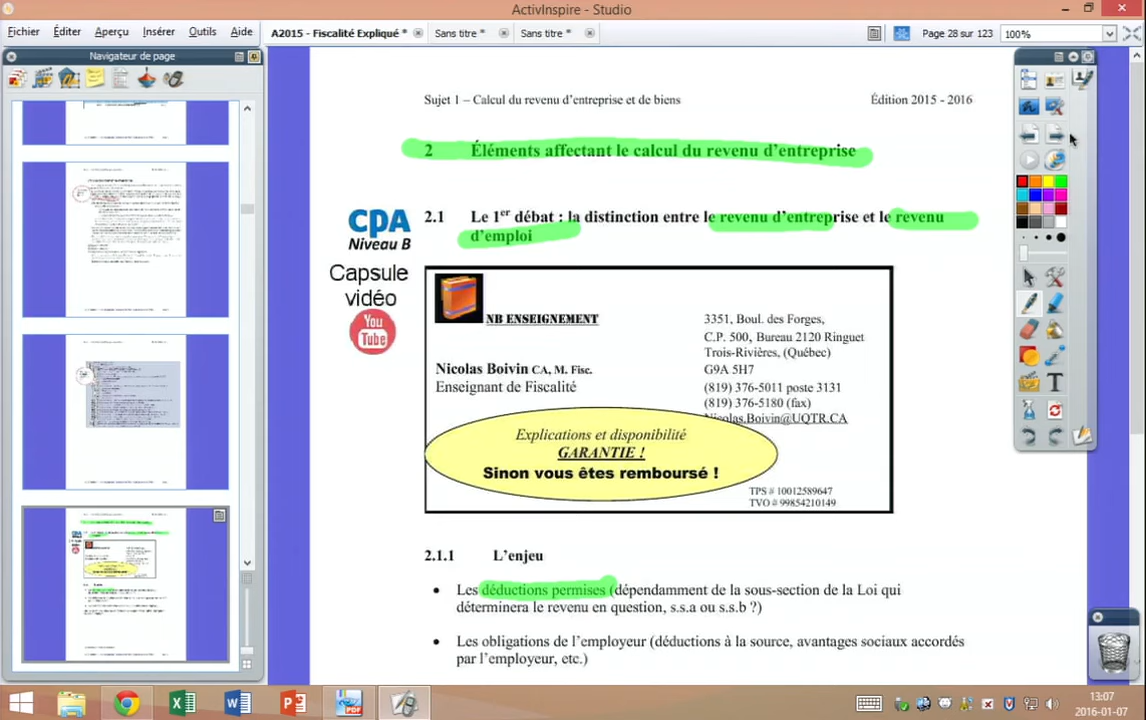 ActivInspire - Studio
Fichier Éditer Aperçu Insérer Outils Aide
A2015 - Fiscalité Expliqué * Sans titre * Sans titre *
Page 28 sur 123 100%
Navigateur de page
Sujet 1 – Calcul du revenu d'entreprise et de biens Édition 2015 - 2016
2 Éléments affectant le calcul du revenu d'entreprise
CPA
Niveau B
2.1 Le 1er débat : la distinction entre le revenu d'entreprise et le revenu
d'emploi
Capsule
vidéo
You
Tube
NB ENSEIGNEMENT
Nicolas Boivin CA, M. Fisc.
Enseignant de Fiscalité
3351, Boul. des Forges,
C.P. 500, Bureau 2120 Ringuet
Trois-Rivières, (Québec)
G9A 5H7
(819) 376-5011 poste 3131
(819) 376-5180 (fax)
Nicolas.Boivin@UQTR.CA
Explications et disponibilité
GARANTIE !
Sinon vous êtes remboursé !
TPS # 10012589647
TVO # 99854210149
2.1.1 L'enjeu
• Les déductions permises (dépendamment de la sous-section de la Loi qui
déterminera le revenu en question, s.s.a ou s.s.b ?)
• Les obligations de l'employeur (déductions à la source, avantages sociaux accordés
par l'employeur, etc.)
13:07
2016-01-07